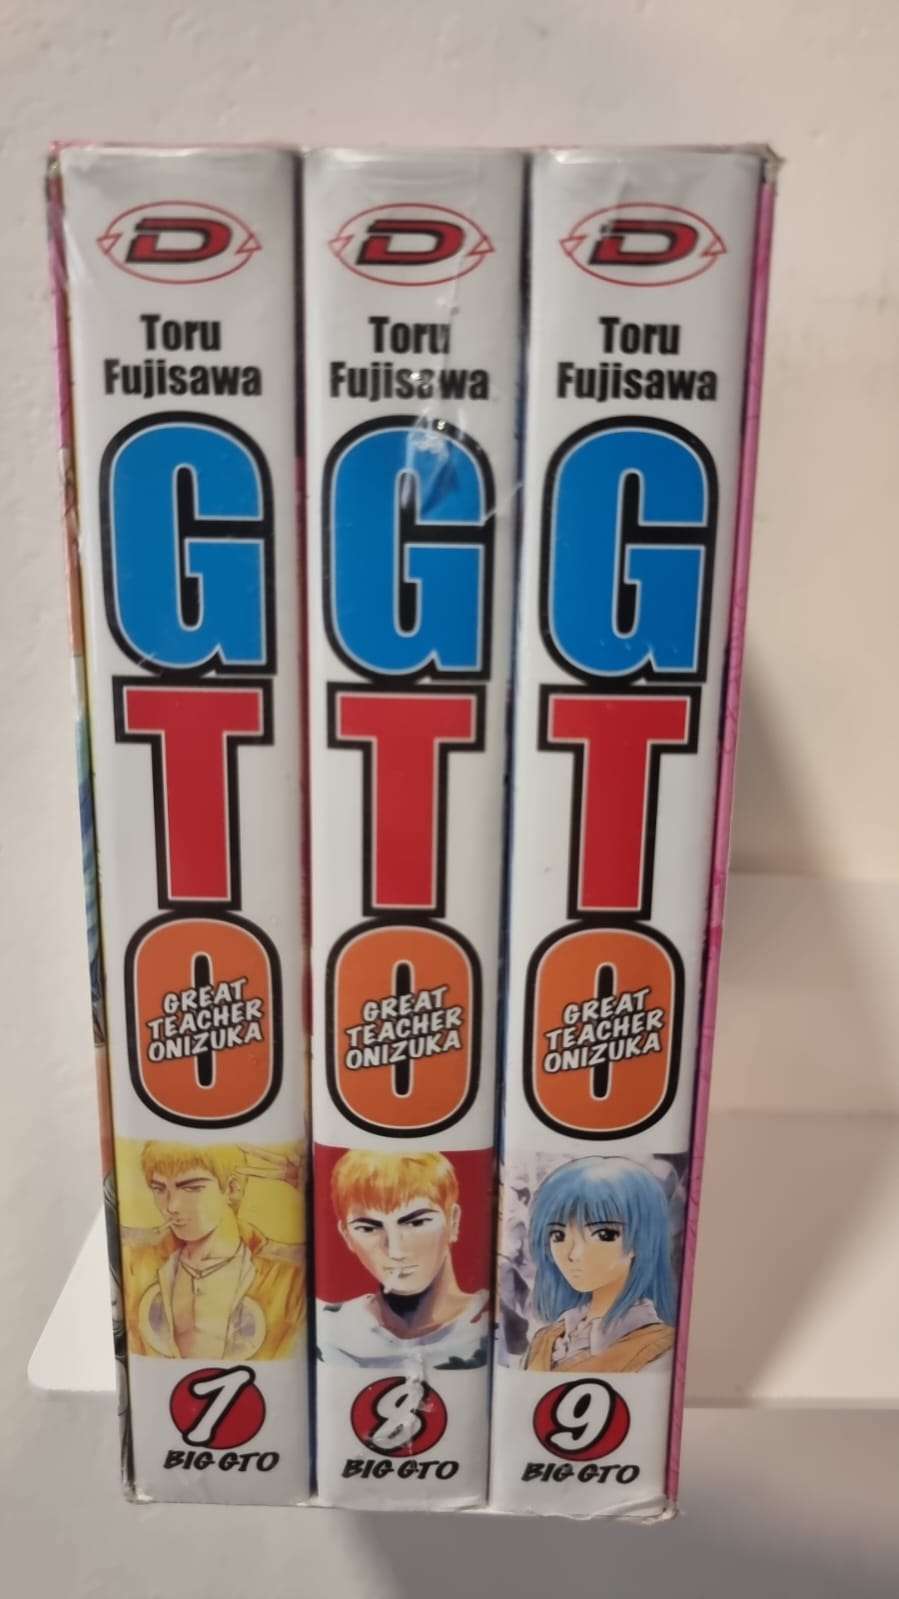 D
Toru
Fujisawa
GTO
GREAT
TEACHER
ONIZUKA
7
BIG GTO
D
Toru
Fujisawa
GTO
GREAT
TEACHER
ONIZUKA
8
BIG GTO
D
Toru
Fujisawa
GTO
GREAT
TEACHER
ONIZUKA
9
BIG GTO